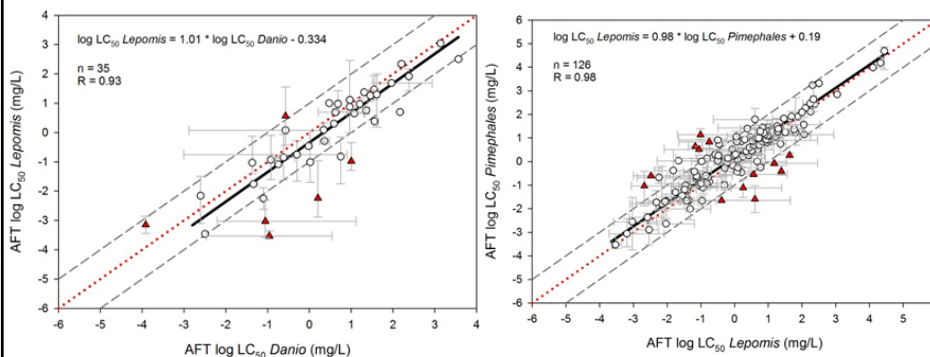 log LC50 Lepomis = 1.01 * log LC50 Danio - 0.334
n = 35
R = 0.93
AFT log LC50 Lepomis (mg/L)
4
3
2
1
0
-1
-2
-3
-4
-5
-6
-6 -5 -4 -3 -2 -1 0 1 2 3 4
AFT log LC50 Danio (mg/L)
log LC50 Lepomis = 0.98 * log LC50 Pimephales + 0.19
n = 126
R = 0.98
AFT log LC50 Pimephales (mg/L)
6
5
4
3
2
1
0
-1
-2
-3
-4
-5
-6
-6 -5 -4 -3 -2 -1 0 1 2 3 4 5
AFT log LC50 Lepomis (mg/L)